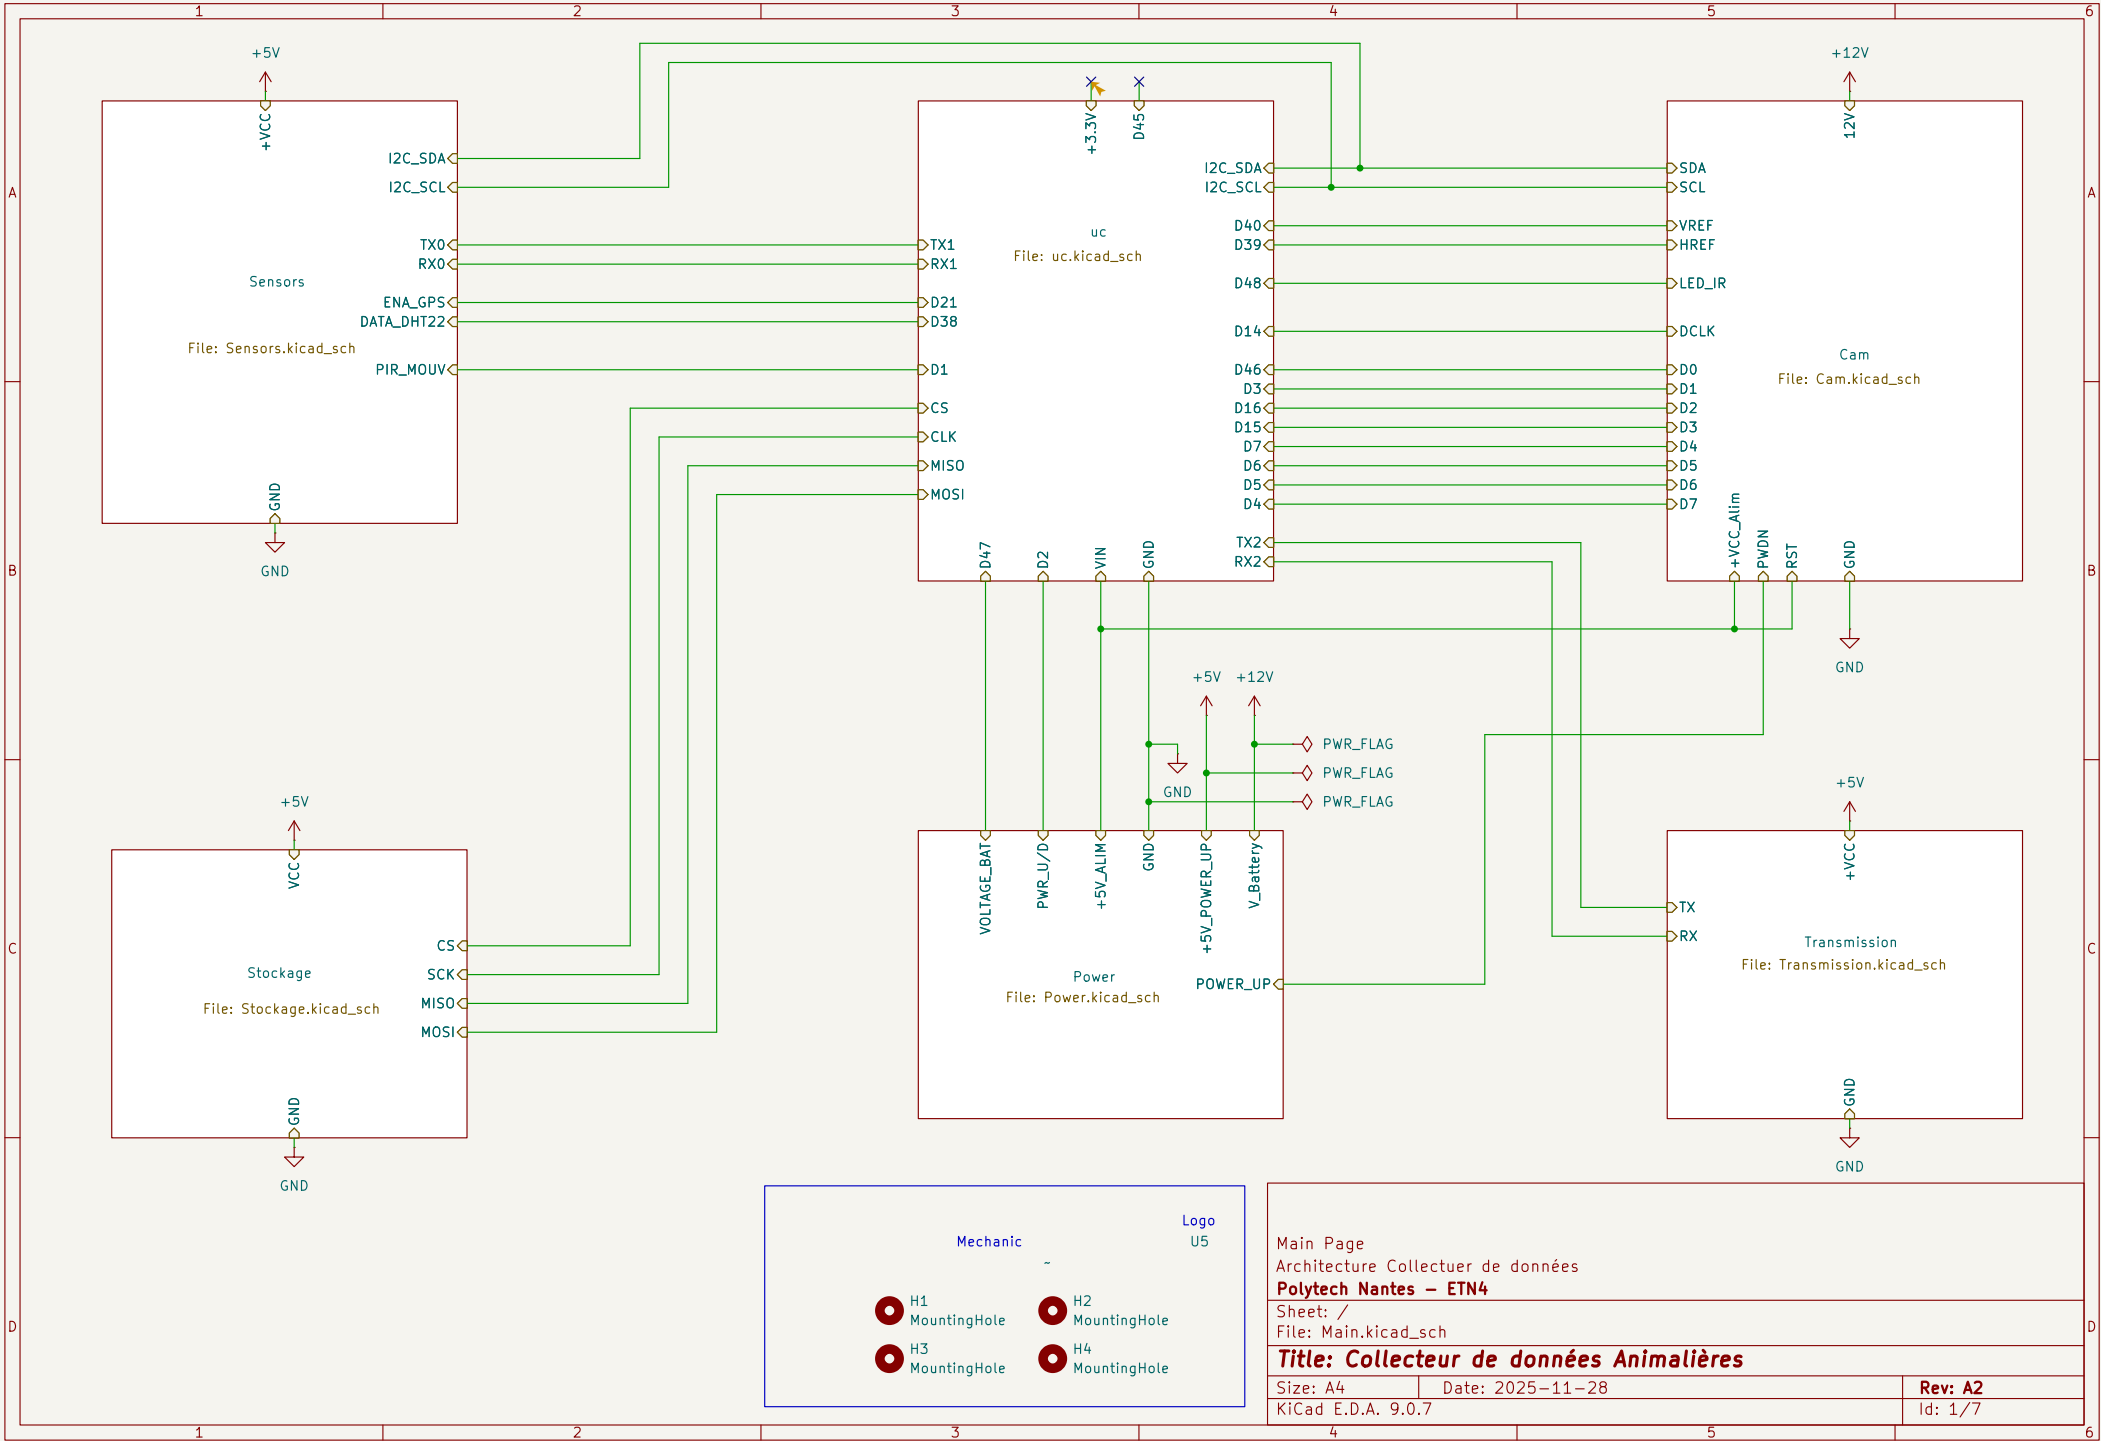 1 2 3 4 5 6
A
B
C
D
A
B
C
D
+5V
+VCC
I2C_SDA
I2C_SCL
TX0
RX0
ENA_GPS
DATA_DHT22
PIR_MOUV
Sensors
File: Sensors.kicad_sch
GND
GND
+3.3V
D45
I2C_SDA
I2C_SCL
uc
File: uc.kicad_sch
TX1
RX1
D21
D38
D1
CS
CLK
MISO
MOSI
D40
D39
D48
D14
D46
D3
D16
D15
D7
D6
D5
D4
TX2
RX2
D47
D2
VIN
GND
+12V
12V
SDA
SCL
VREF
HREF
LED_IR
DCLK
Cam
File: Cam.kicad_sch
D0
D1
D2
D3
D4
D5
D6
D7
+VCC_Alim
PWDN
RST
GND
GND
+5V
+12V
PWR_FLAG
PWR_FLAG
PWR_FLAG
GND
+5V
VCC
CS
SCK
MISO
MOSI
Stockage
File: Stockage.kicad_sch
GND
GND
VOLTAGE_BAT
PWR_U/D
+5V_ALIM
GND
+5V_POWER_UP
V_Battery
Power
File: Power.kicad_sch
POWER_UP
+5V
+VCC
TX
RX
Transmission
File: Transmission.kicad_sch
GND
GND
Logo
U5
Mechanic
~
H1
MountingHole
H2
MountingHole
H3
MountingHole
H4
MountingHole
Main Page
Architecture Collectuer de données
Polytech Nantes - ETN4
Sheet: /
File: Main.kicad_sch
Title: Collecteur de données Animalières
Size: A4
Date: 2025-11-28
Rev: A2
KiCad E.D.A. 9.0.7
Id: 1/7
1 2 3 4 5 6